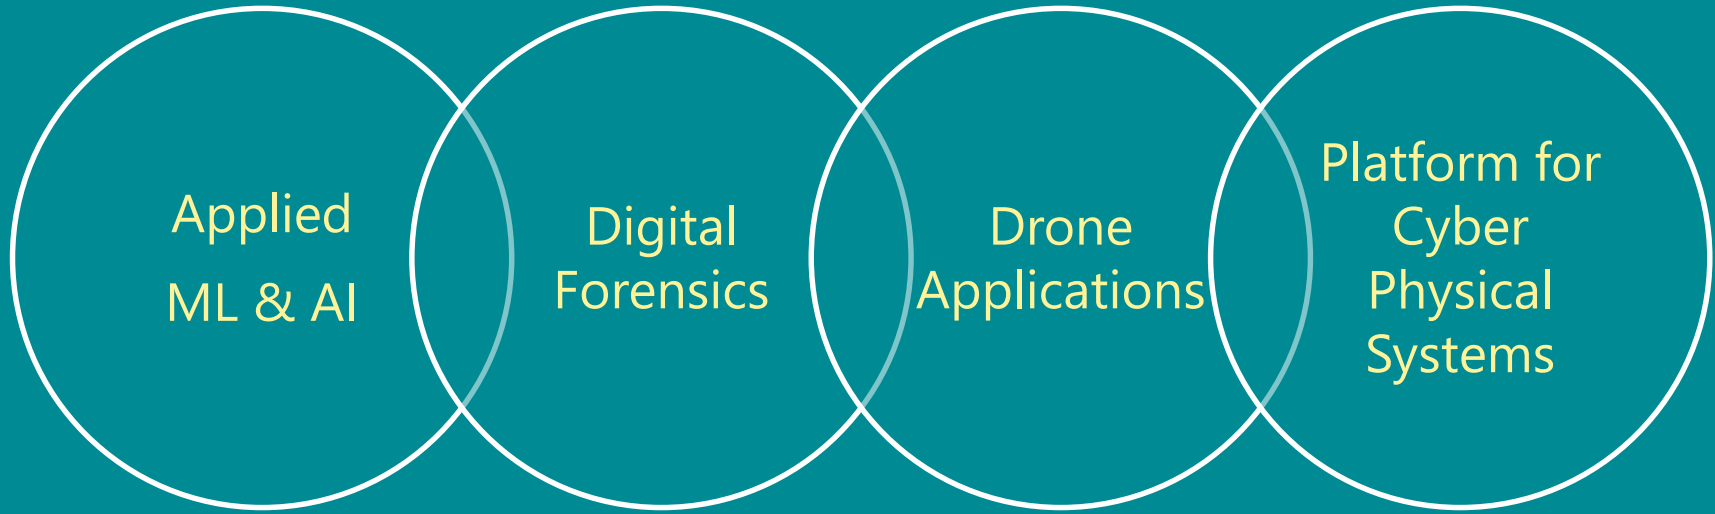 Applied
ML & AI
Digital
Forensics
Drone
Applications
Platform for
Cyber
Physical
Systems